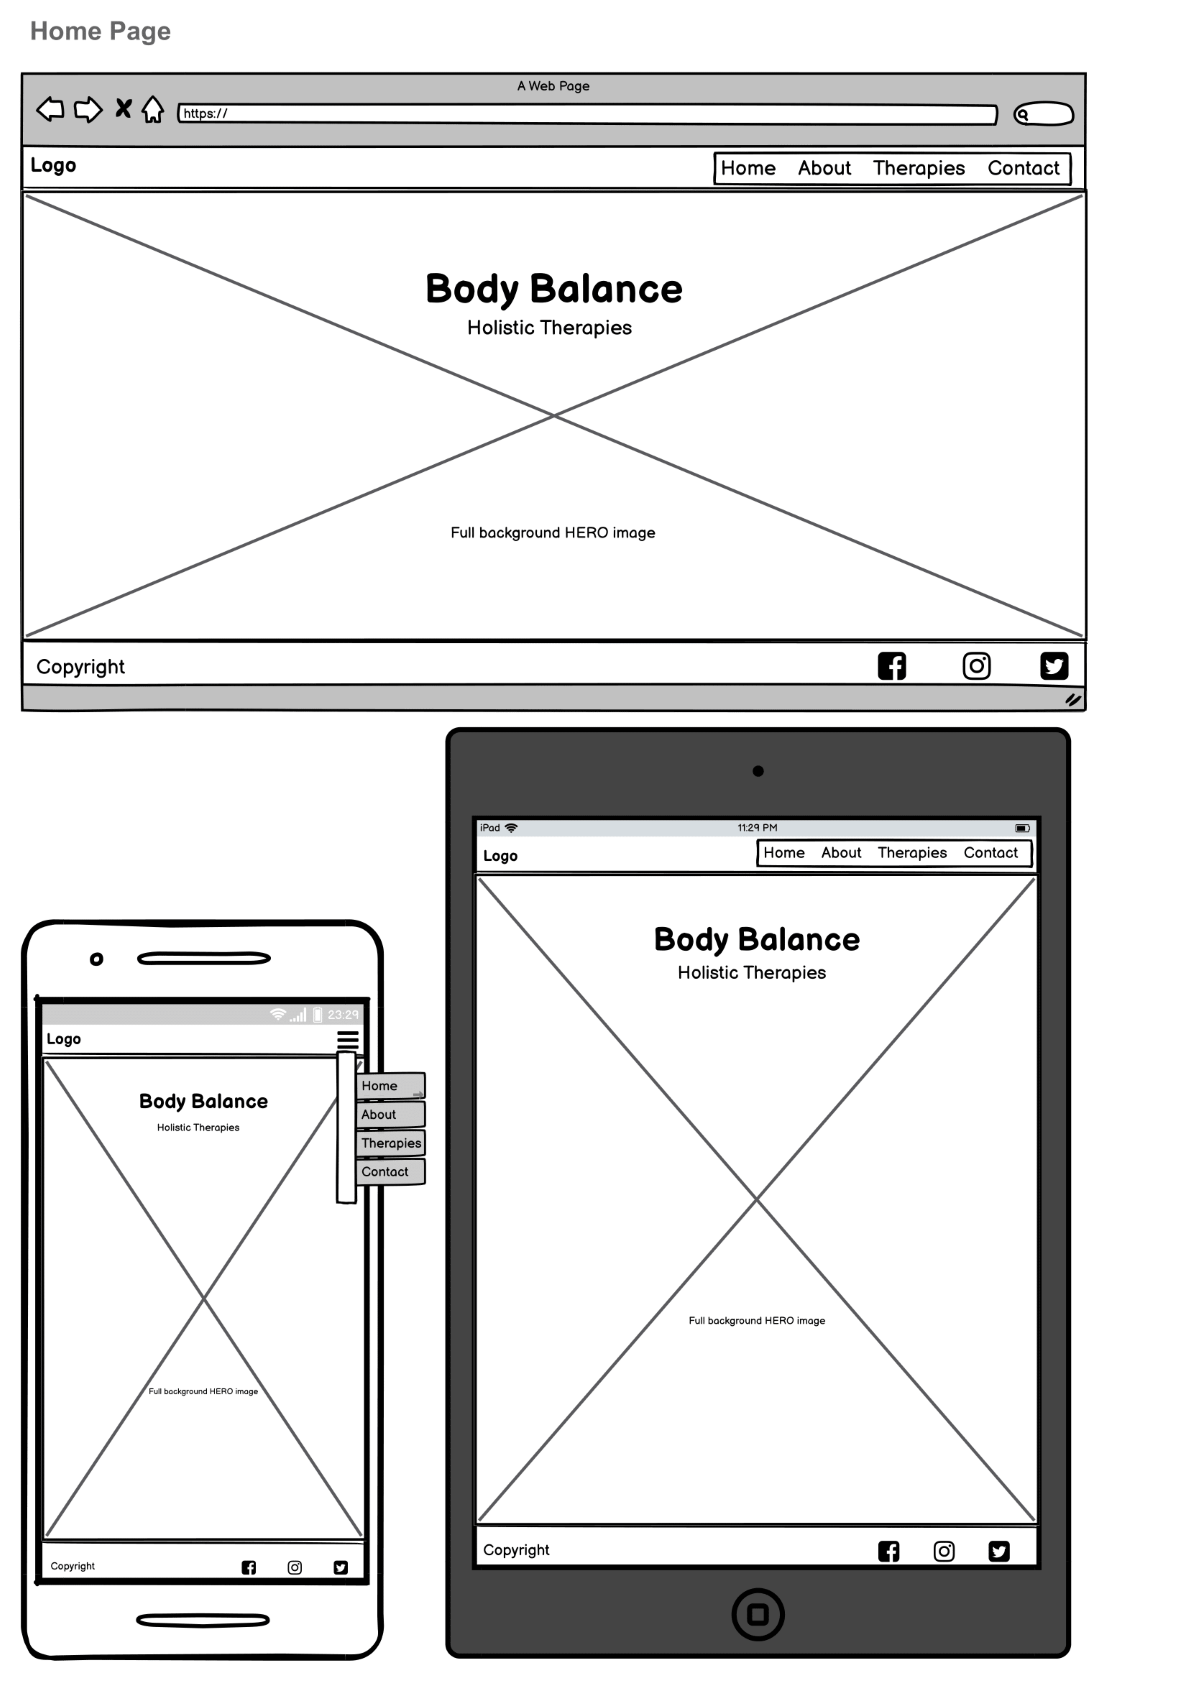 Home Page
A Web Page
https://
Logo
Home About Therapies Contact
Body Balance
Holistic Therapies
Full background HERO image
Copyright
iPad 11:29 PM
Logo
Home About Therapies Contact
Body Balance
Holistic Therapies
Full background HERO image
Copyright
23:29
Logo
Body Balance
Holistic Therapies
Home
About
Therapies
Contact
Full background HERO image
Copyright